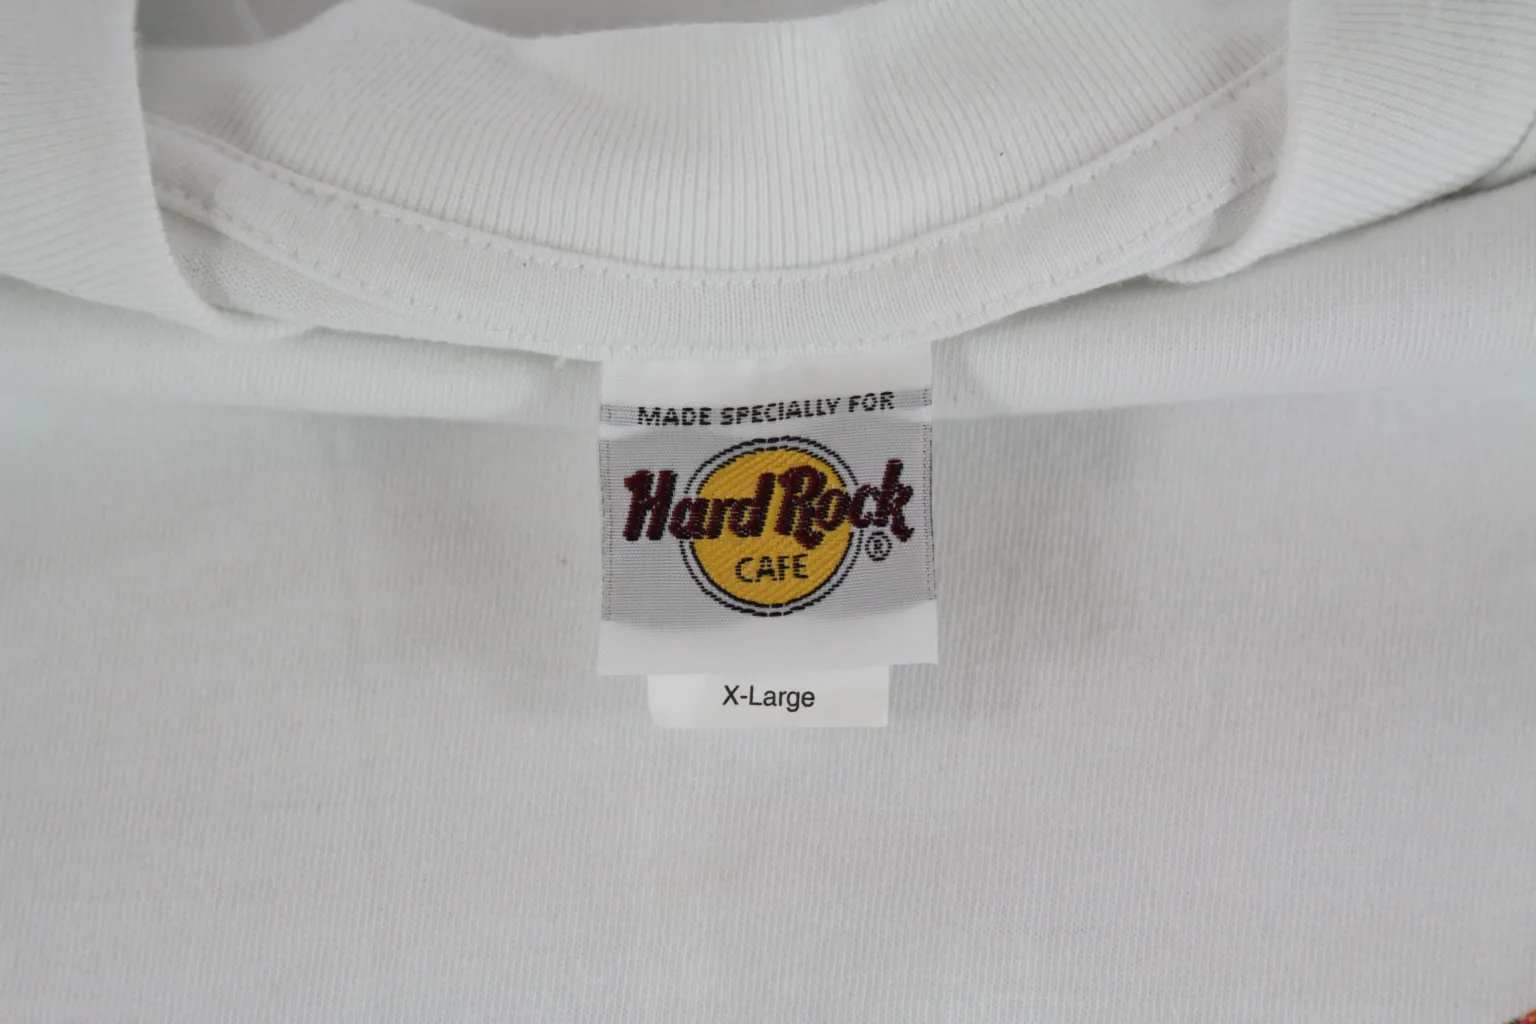 MADE SPECIALLY FOR
Hard Rock
®
CAFE
X-Large